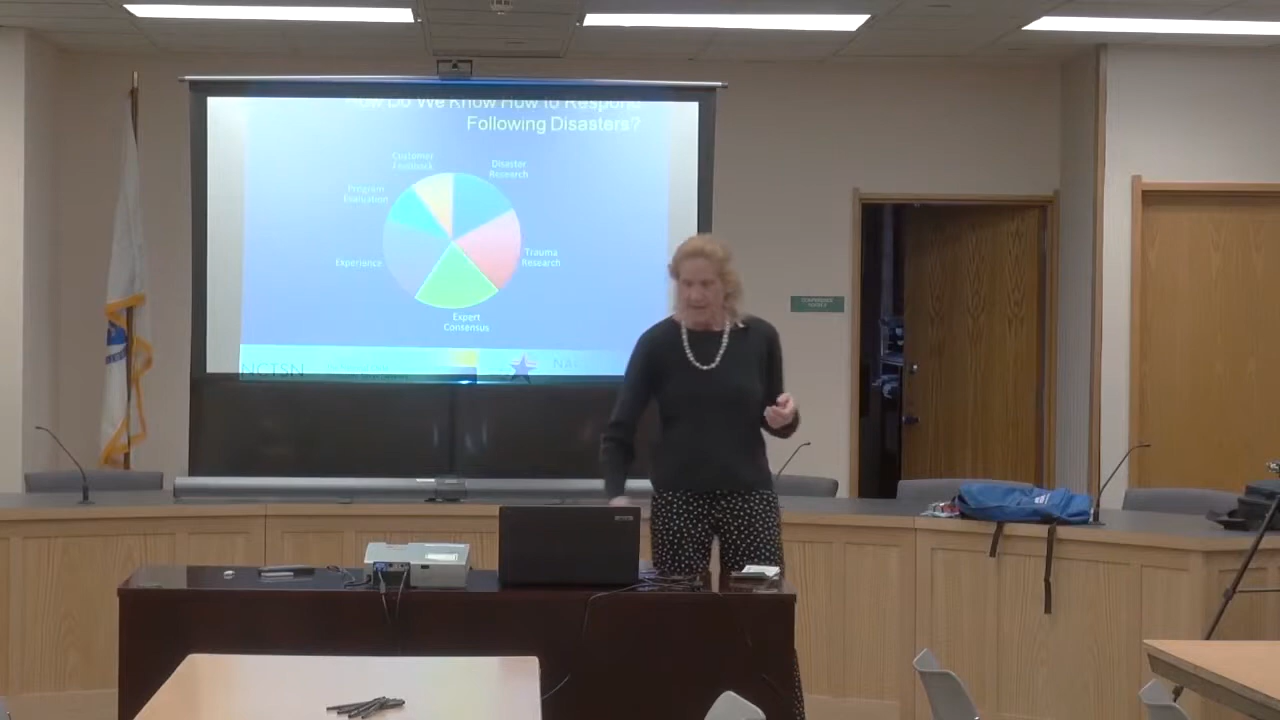 How Do We Know How to Respond
Following Disasters?
Customer
Feedback
Disaster
Research
Program
Evaluation
Trauma
Research
Experience
Expert
Consensus
NCTSN